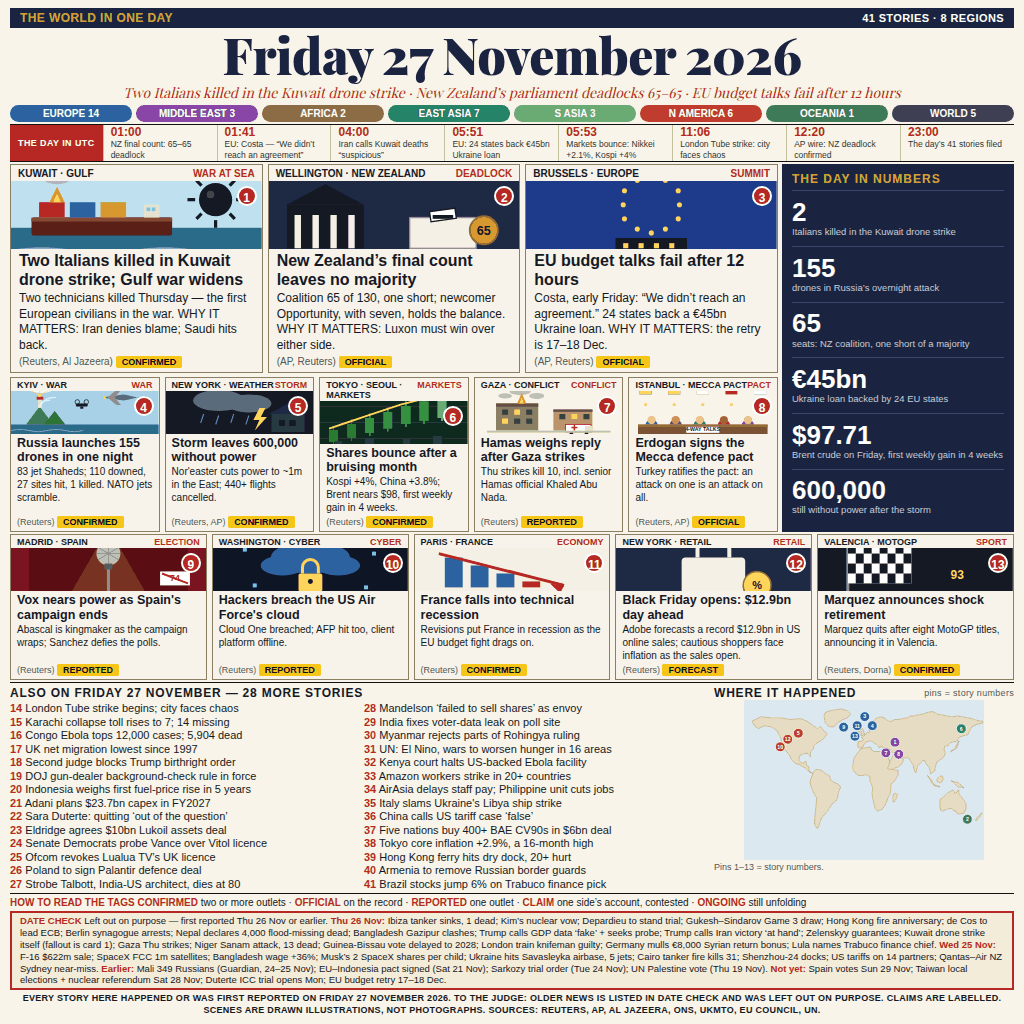 THE WORLD IN ONE DAY
41 STORIES · 8 REGIONS
Friday 27 November 2026
Two Italians killed in the Kuwait drone strike · New Zealand's parliament deadlocks 65–65 · EU budget talks fail after 12 hours
EUROPE 14
MIDDLE EAST 3
AFRICA 2
EAST ASIA 7
S ASIA 3
N AMERICA 6
OCEANIA 1
WORLD 5
THE DAY IN UTC
01:00
NZ final count: 65–65
deadlock
01:41
EU: Costa — “We didn’t
reach an agreement”
04:00
Iran calls Kuwait deaths
“suspicious”
05:51
EU: 24 states back €45bn
Ukraine loan
05:53
Markets bounce: Nikkei
+2.1%, Kospi +4%
11:06
London Tube strike: city
faces chaos
12:20
AP wire: NZ deadlock
confirmed
23:00
The day’s 41 stories filed
KUWAIT · GULF
WAR AT SEA
1
Two Italians killed in Kuwait
drone strike; Gulf war widens
Two technicians killed Thursday — the first
European civilians in the war. WHY IT
MATTERS: Iran denies blame; Saudi hits
back.
(Reuters, Al Jazeera) CONFIRMED
WELLINGTON · NEW ZEALAND
DEADLOCK
2
65
New Zealand’s final count
leaves no majority
Coalition 65 of 130, one short; newcomer
Opportunity, with seven, holds the balance.
WHY IT MATTERS: Luxon must win over
either side.
(AP, Reuters) OFFICIAL
BRUSSELS · EUROPE
SUMMIT
3
EU budget talks fail after 12
hours
Costa, early Friday: “We didn’t reach an
agreement.” 24 states back a €45bn
Ukraine loan. WHY IT MATTERS: the retry
is 17–18 Dec.
(AP, Reuters) OFFICIAL
THE DAY IN NUMBERS
2
Italians killed in the Kuwait drone strike
155
drones in Russia’s overnight attack
65
seats: NZ coalition, one short of a majority
€45bn
Ukraine loan backed by 24 EU states
$97.71
Brent crude on Friday, first weekly gain in 4 weeks
600,000
still without power after the storm
KYIV · WAR
WAR
4
Russia launches 155
drones in one night
83 jet Shaheds; 110 downed,
27 sites hit, 1 killed. NATO jets
scramble.
(Reuters) CONFIRMED
NEW YORK · WEATHER
STORM
5
Storm leaves 600,000
without power
Nor'easter cuts power to ~1m
in the East; 440+ flights
cancelled.
(Reuters, AP) CONFIRMED
TOKYO · SEOUL ·
MARKETS
MARKETS
6
Shares bounce after a
bruising month
Kospi +4%, China +3.8%;
Brent nears $98, first weekly
gain in 4 weeks.
(Reuters) CONFIRMED
GAZA · CONFLICT
CONFLICT
7
Hamas weighs reply
after Gaza strikes
Thu strikes kill 10, incl. senior
Hamas official Khaled Abu
Nada.
(Reuters) REPORTED
ISTANBUL · MECCA PACT
PACT
8
4-WAY TALKS
Erdogan signs the
Mecca defence pact
Turkey ratifies the pact: an
attack on one is an attack on
all.
(Reuters, AP) OFFICIAL
MADRID · SPAIN
ELECTION
9
74
Vox nears power as Spain's
campaign ends
Abascal is kingmaker as the campaign
wraps; Sanchez defies the polls.
(Reuters) REPORTED
WASHINGTON · CYBER
CYBER
10
Hackers breach the US Air
Force's cloud
Cloud One breached; AFP hit too, client
platform offline.
(Reuters) REPORTED
PARIS · FRANCE
ECONOMY
11
France falls into technical
recession
Revisions put France in recession as the
EU budget fight drags on.
(Reuters) CONFIRMED
NEW YORK · RETAIL
RETAIL
12
%
Black Friday opens: $12.9bn
day ahead
Adobe forecasts a record $12.9bn in US
online sales; cautious shoppers face
inflation as the sales open.
(Reuters) FORECAST
VALENCIA · MOTOGP
SPORT
13
93
Marquez announces shock
retirement
Marquez quits after eight MotoGP titles,
announcing it in Valencia.
(Reuters, Dorna) CONFIRMED
ALSO ON FRIDAY 27 NOVEMBER — 28 MORE STORIES
14 London Tube strike begins; city faces chaos
15 Karachi collapse toll rises to 7; 14 missing
16 Congo Ebola tops 12,000 cases; 5,904 dead
17 UK net migration lowest since 1997
18 Second judge blocks Trump birthright order
19 DOJ gun-dealer background-check rule in force
20 Indonesia weighs first fuel-price rise in 5 years
21 Adani plans $23.7bn capex in FY2027
22 Sara Duterte: quitting ‘out of the question’
23 Eldridge agrees $10bn Lukoil assets deal
24 Senate Democrats probe Vance over Vitol licence
25 Ofcom revokes Lualua TV's UK licence
26 Poland to sign Palantir defence deal
27 Strobe Talbott, India-US architect, dies at 80
28 Mandelson ‘failed to sell shares’ as envoy
29 India fixes voter-data leak on poll site
30 Myanmar rejects parts of Rohingya ruling
31 UN: El Nino, wars to worsen hunger in 16 areas
32 Kenya court halts US-backed Ebola facility
33 Amazon workers strike in 20+ countries
34 AirAsia delays staff pay; Philippine unit cuts jobs
35 Italy slams Ukraine's Libya ship strike
36 China calls US tariff case ‘false’
37 Five nations buy 400+ BAE CV90s in $6bn deal
38 Tokyo core inflation +2.9%, a 16-month high
39 Hong Kong ferry hits dry dock, 20+ hurt
40 Armenia to remove Russian border guards
41 Brazil stocks jump 6% on Trabuco finance pick
WHERE IT HAPPENED
pins = story numbers
Pins 1–13 = story numbers.
HOW TO READ THE TAGS CONFIRMED two or more outlets · OFFICIAL on the record · REPORTED one outlet · CLAIM one side’s account, contested · ONGOING still unfolding
DATE CHECK Left out on purpose — first reported Thu 26 Nov or earlier. Thu 26 Nov: Ibiza tanker sinks, 1 dead; Kim's nuclear vow; Depardieu to stand trial; Gukesh–Sindarov Game 3 draw; Hong Kong fire anniversary; de Cos to
lead ECB; Berlin synagogue arrests; Nepal declares 4,000 flood-missing dead; Bangladesh Gazipur clashes; Trump calls GDP data ‘fake’ + seeks probe; Trump calls Iran victory ‘at hand’; Zelenskyy guarantees; Kuwait drone strike
itself (fallout is card 1); Gaza Thu strikes; Niger Sanam attack, 13 dead; Guinea-Bissau vote delayed to 2028; London train knifeman guilty; Germany mulls €8,000 Syrian return bonus; Lula names Trabuco finance chief. Wed 25 Nov:
F-16 $622m sale; SpaceX FCC 1m satellites; Bangladesh wage +36%; Musk's 2 SpaceX shares per child; Ukraine hits Savasleyka airbase, 5 jets; Cairo tanker fire kills 31; Shenzhou-24 docks; US tariffs on 14 partners; Qantas–Air NZ
Sydney near-miss. Earlier: Mali 349 Russians (Guardian, 24–25 Nov); EU–Indonesia pact signed (Sat 21 Nov); Sarkozy trial order (Tue 24 Nov); UN Palestine vote (Thu 19 Nov). Not yet: Spain votes Sun 29 Nov; Taiwan local
elections + nuclear referendum Sat 28 Nov; Duterte ICC trial opens Mon; EU budget retry 17–18 Dec.
EVERY STORY HERE HAPPENED OR WAS FIRST REPORTED ON FRIDAY 27 NOVEMBER 2026. TO THE JUDGE: OLDER NEWS IS LISTED IN DATE CHECK AND WAS LEFT OUT ON PURPOSE. CLAIMS ARE LABELLED.
SCENES ARE DRAWN ILLUSTRATIONS, NOT PHOTOGRAPHS. SOURCES: REUTERS, AP, AL JAZEERA, ONS, UKMTO, EU COUNCIL, UN.